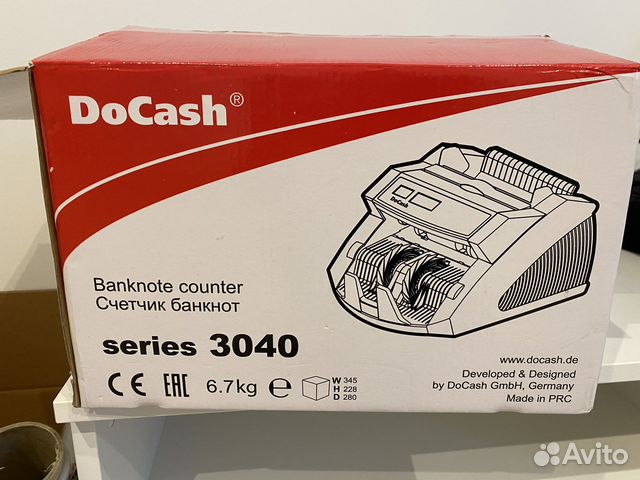 DoCash®
DoCash
Banknote counter
Счетчик банкнот
series 3040
CE EAC 6.7kg e W 345
H 228
D 280
www.docash.de
Developed & Designed
by DoCash GmbH, Germany
Made in PRC
Avito